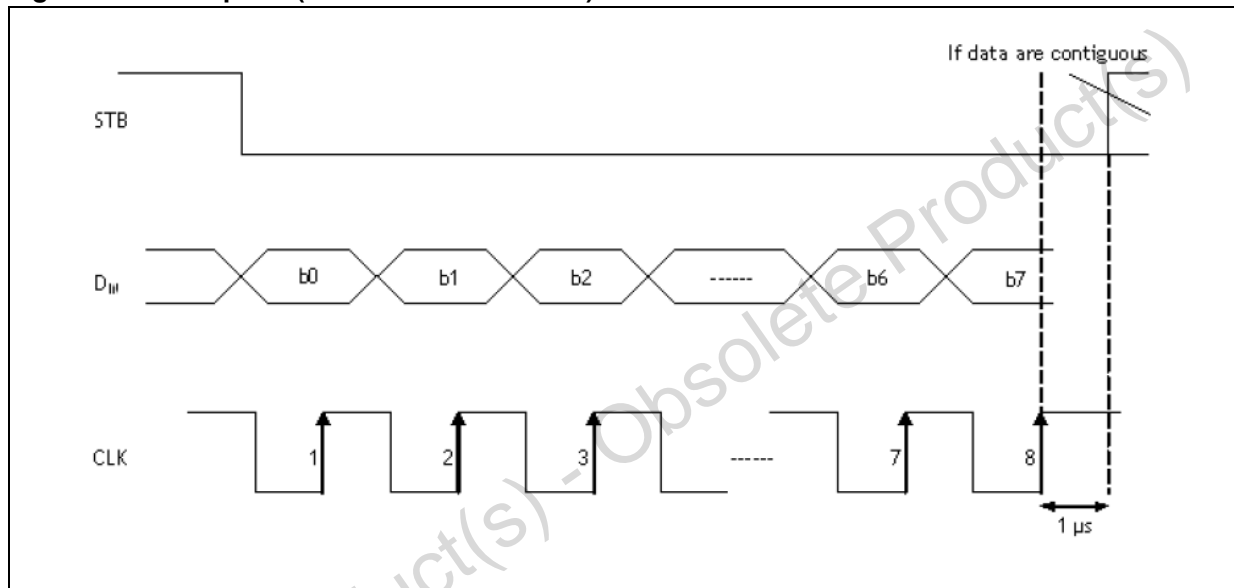 If data are contiguous
STB
b0 b1 b2 ------ b6 b7
CLK
1 2 3 ------ 7 8
1 µs
Obsolete Product(s)
uct(s) - Obsolete Product(s)